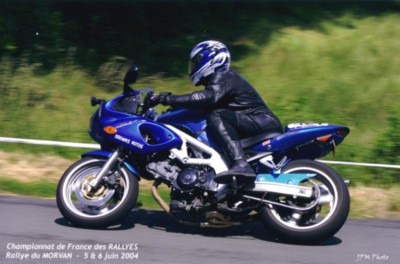 Championnat de France des RALLYES
Rallye du MORVAN - 5 & 6 juin 2004
JPM Photo